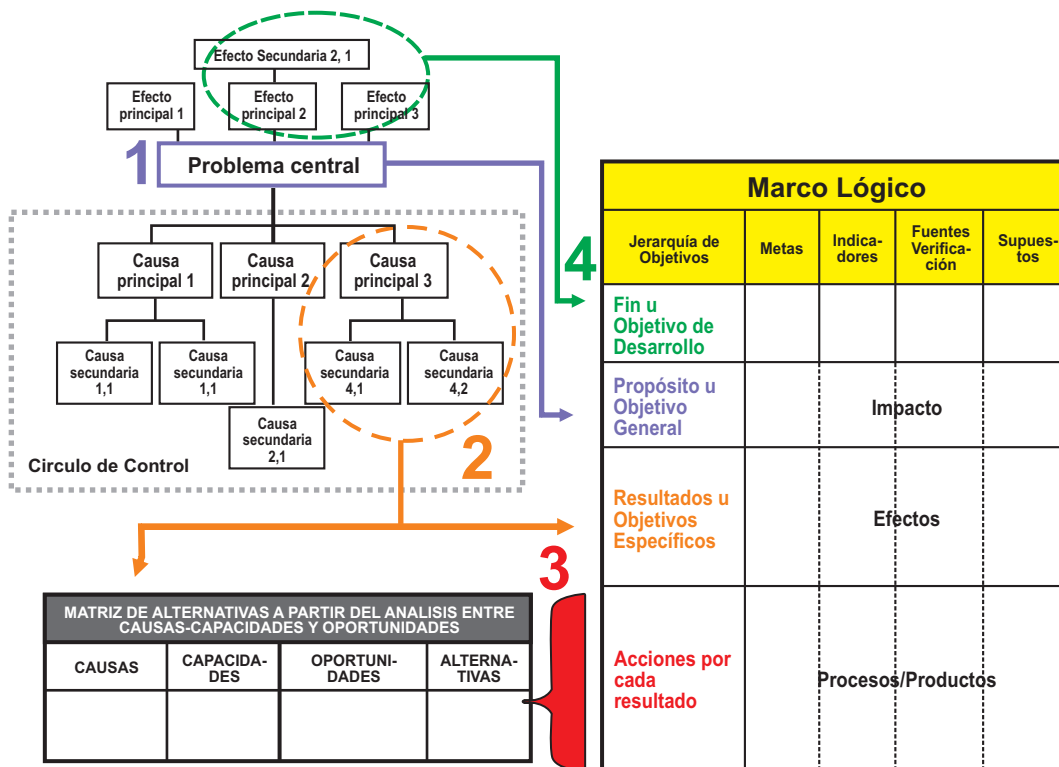 Efecto Secundaria 2, 1
Efecto
principal 1
Efecto
principal 2
Efecto
principal 3
1
Problema central
Causa
principal 1
Causa
principal 2
Causa
principal 3
Causa
secundaria
1,1
Causa
secundaria
1,1
Causa
secundaria
4,1
Causa
secundaria
4,2
Causa
secundaria
2,1
Circulo de Control
2
3
4
MATRIZ DE ALTERNATIVAS A PARTIR DEL ANALISIS ENTRE
CAUSAS-CAPACIDADES Y OPORTUNIDADES
CAUSAS
CAPACIDA-
DES
OPORTUNI-
DADES
ALTERNA-
TIVAS
Marco Lógico
Jerarquía de
Objetivos
Metas
Indica-
dores
Fuentes
Verifica-
ción
Supues-
tos
Fin u
Objetivo de
Desarrollo
Propósito u
Objetivo
General
Impacto
Resultados u
Objetivos
Específicos
Efectos
Acciones por
cada
resultado
Procesos/Productos